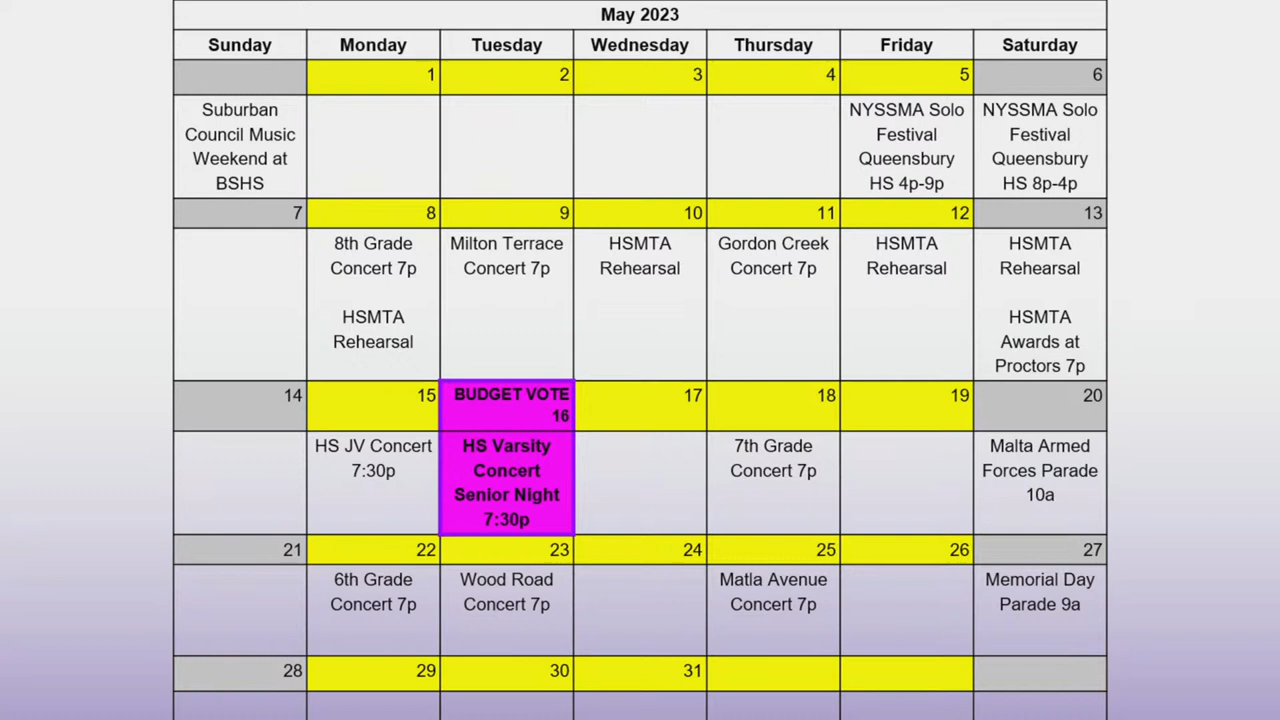 May 2023
Sunday Monday Tuesday Wednesday Thursday Friday Saturday
1 2 3 4 5 6
Suburban
Council Music
Weekend at
BSHS
NYSSMA Solo
Festival
Queensbury
HS 4p-9p
NYSSMA Solo
Festival
Queensbury
HS 8p-4p
7 8 9 10 11 12 13
8th Grade
Concert 7p
HSMTA
Rehearsal
Milton Terrace
Concert 7p
HSMTA
Rehearsal
Gordon Creek
Concert 7p
HSMTA
Rehearsal
HSMTA
Rehearsal
HSMTA
Awards at
Proctors 7p
14 15 BUDGET VOTE
16 17 18 19 20
HS JV Concert
7:30p
HS Varsity
Concert
Senior Night
7:30p
7th Grade
Concert 7p
Malta Armed
Forces Parade
10a
21 22 23 24 25 26 27
6th Grade
Concert 7p
Wood Road
Concert 7p
Matla Avenue
Concert 7p
Memorial Day
Parade 9a
28 29 30 31